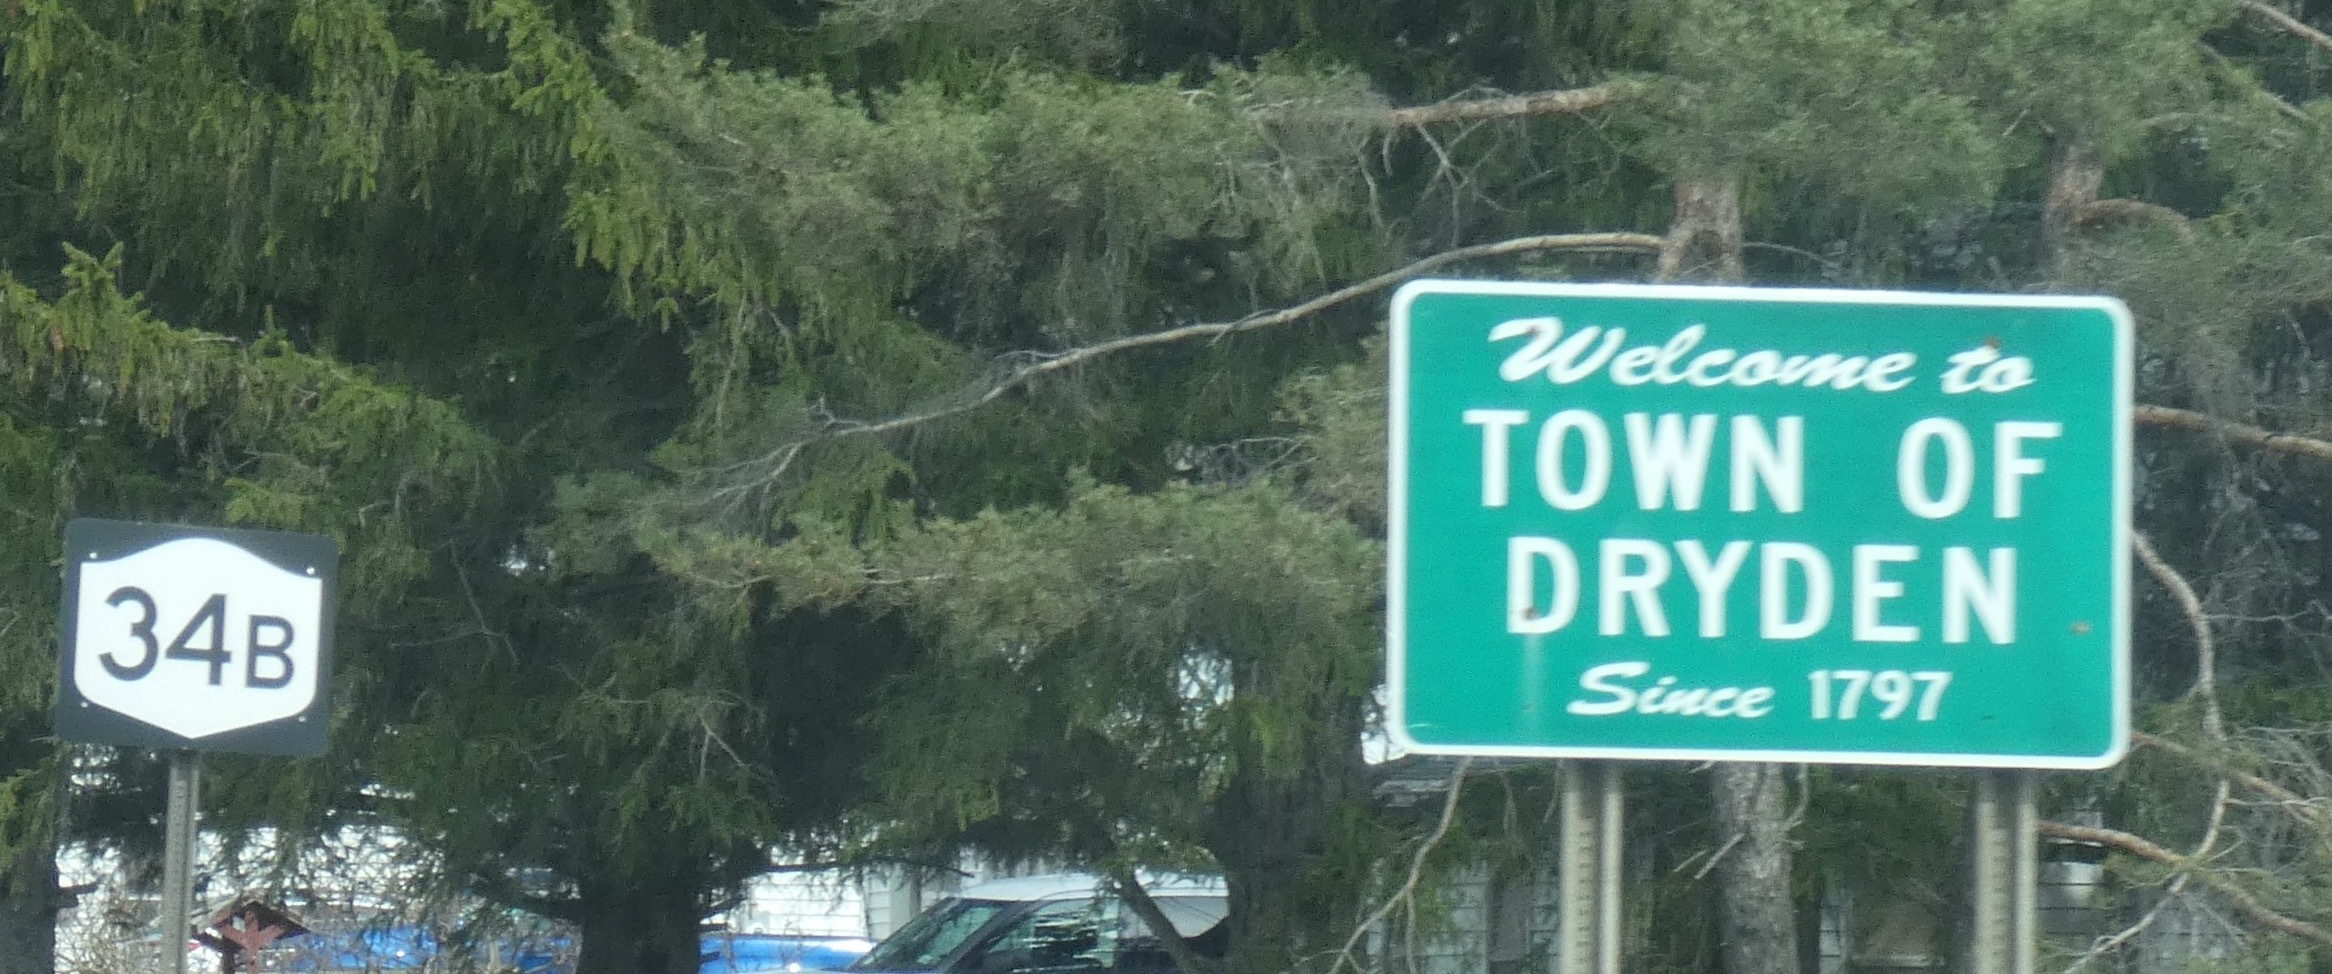 34B
Welcome to
TOWN OF
DRYDEN
Since 1797